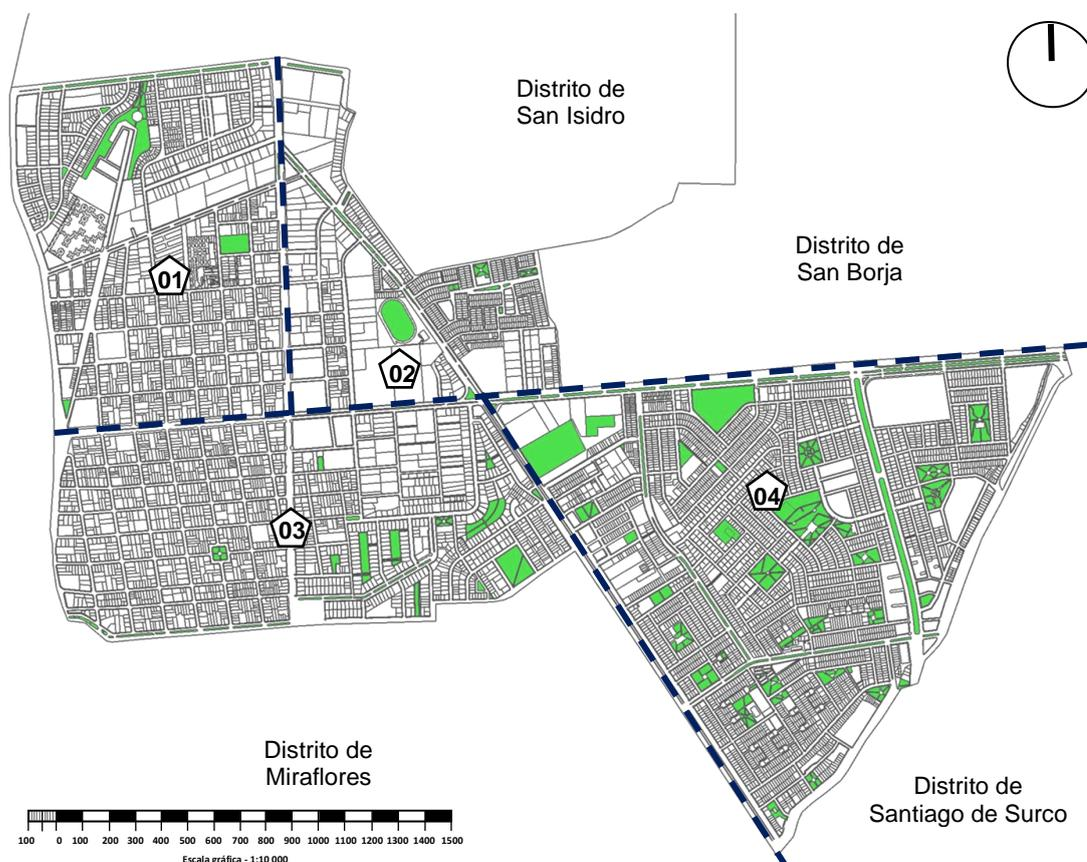 Distrito de
San Isidro
Distrito de
San Borja
01
02
04
03
Distrito de
Miraflores
Distrito de
Santiago de Surco
100 0 100 200 300 400 500 600 700 800 900 1000 1100 1200 1300 1400 1500
Escala gráfica - 1:10 000